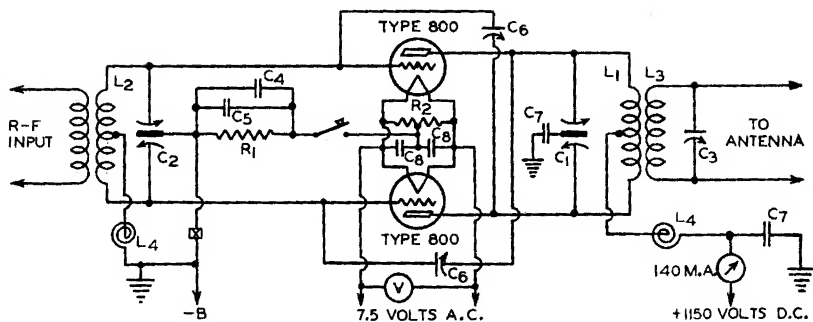 TYPE 800
C6
L2
C4
C5
R-F
INPUT
C2
R1
R2
C8
C8
C7
C1
L1
L3
C3
TO
ANTENNA
L4
TYPE 800
C6
L4
C7
140 M.A.
V
-B
7.5 VOLTS A.C.
+1150 VOLTS D.C.